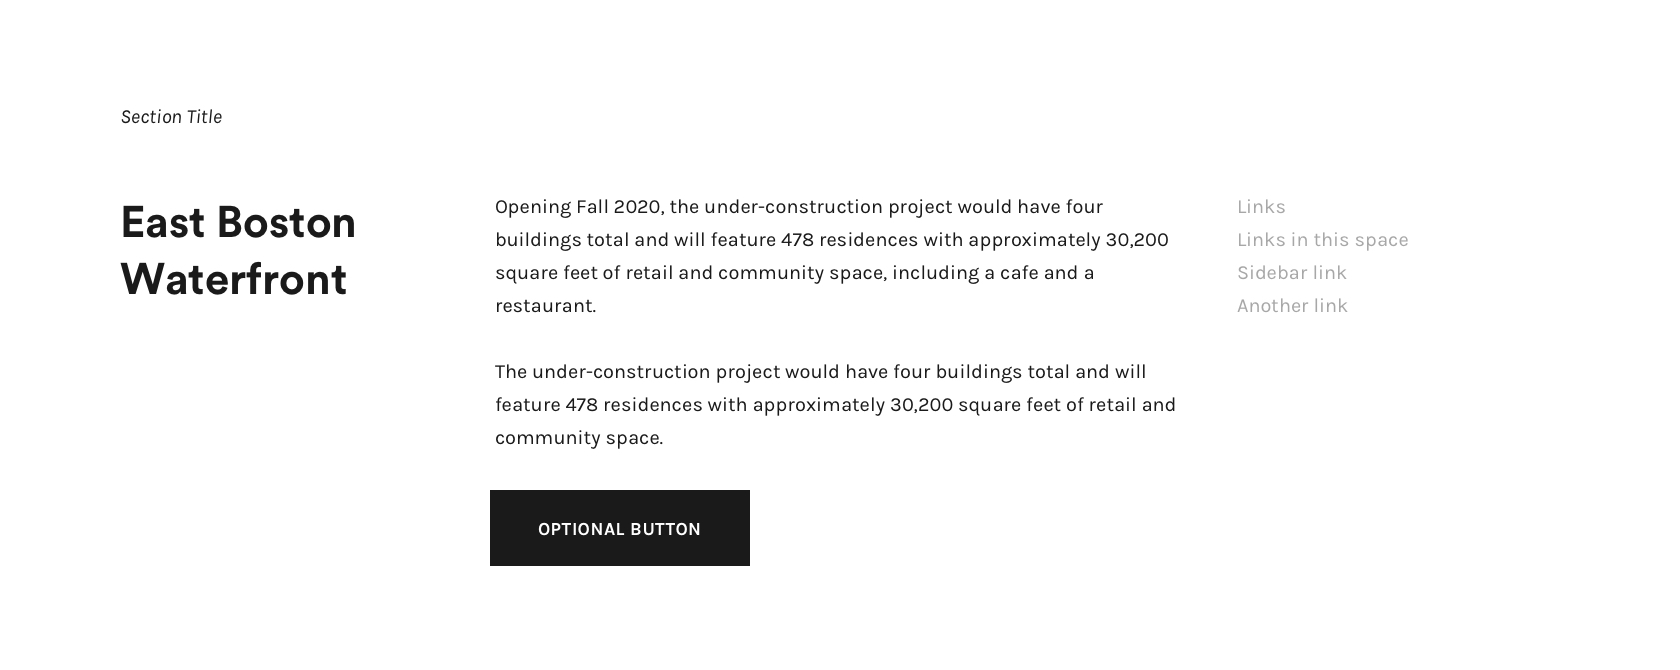 Section Title
East Boston
Waterfront
Opening Fall 2020, the under-construction project would have four
buildings total and will feature 478 residences with approximately 30,200
square feet of retail and community space, including a cafe and a
restaurant.
The under-construction project would have four buildings total and will
feature 478 residences with approximately 30,200 square feet of retail and
community space.
OPTIONAL BUTTON
Links
Links in this space
Sidebar link
Another link